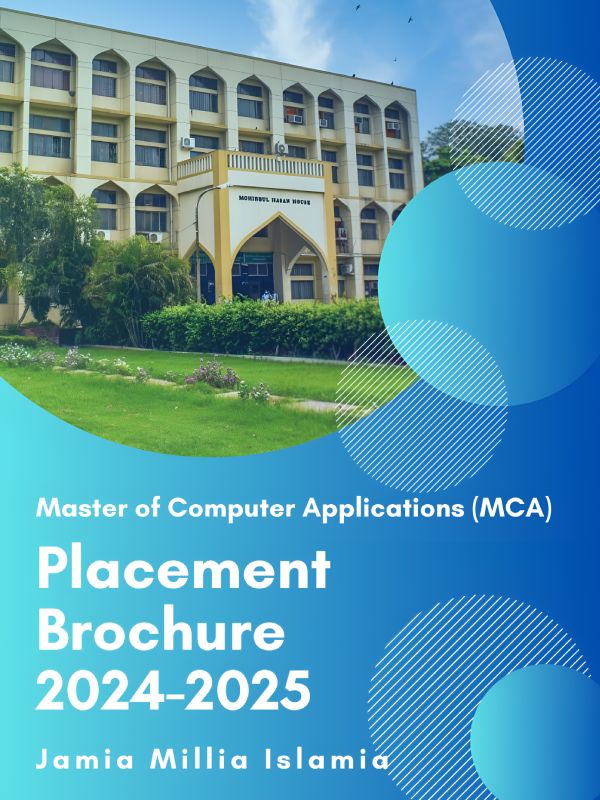 MOHIBBUL HASAN HOUSE
Master of Computer Applications (MCA)
Placement
Brochure
2024-2025
Jamia Millia Islamia